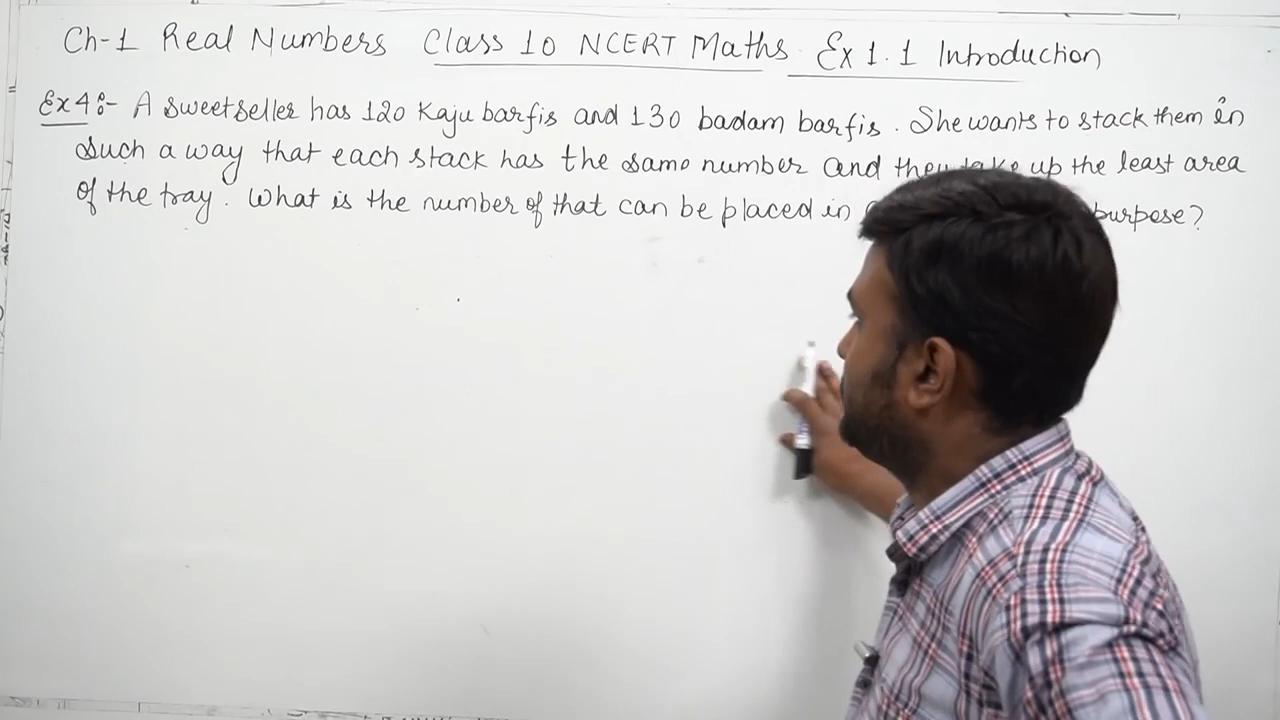 Ch-1 Real Numbers Class 10 NCERT Maths Ex 1.1 Introduction
Ex4:- A sweetseller has 120 Kaju barfis and 130 badam barfis. She wants to stack them in
such a way that each stack has the same number and they take up the least area
of the tray. What is the number of that can be placed in purpose?